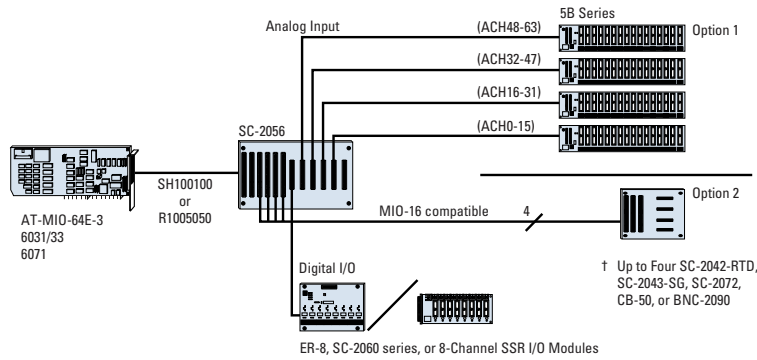 5B Series
Analog Input
(ACH48-63)
Option 1
(ACH32-47)
(ACH16-31)
SC-2056
(ACH0-15)
SH100100
or
R1005050
Option 2
MIO-16 compatible
4
AT-MIO-64E-3
6031/33
6071
Digital I/O
† Up to Four SC-2042-RTD,
SC-2043-SG, SC-2072,
CB-50, or BNC-2090
ER-8, SC-2060 series, or 8-Channel SSR I/O Modules